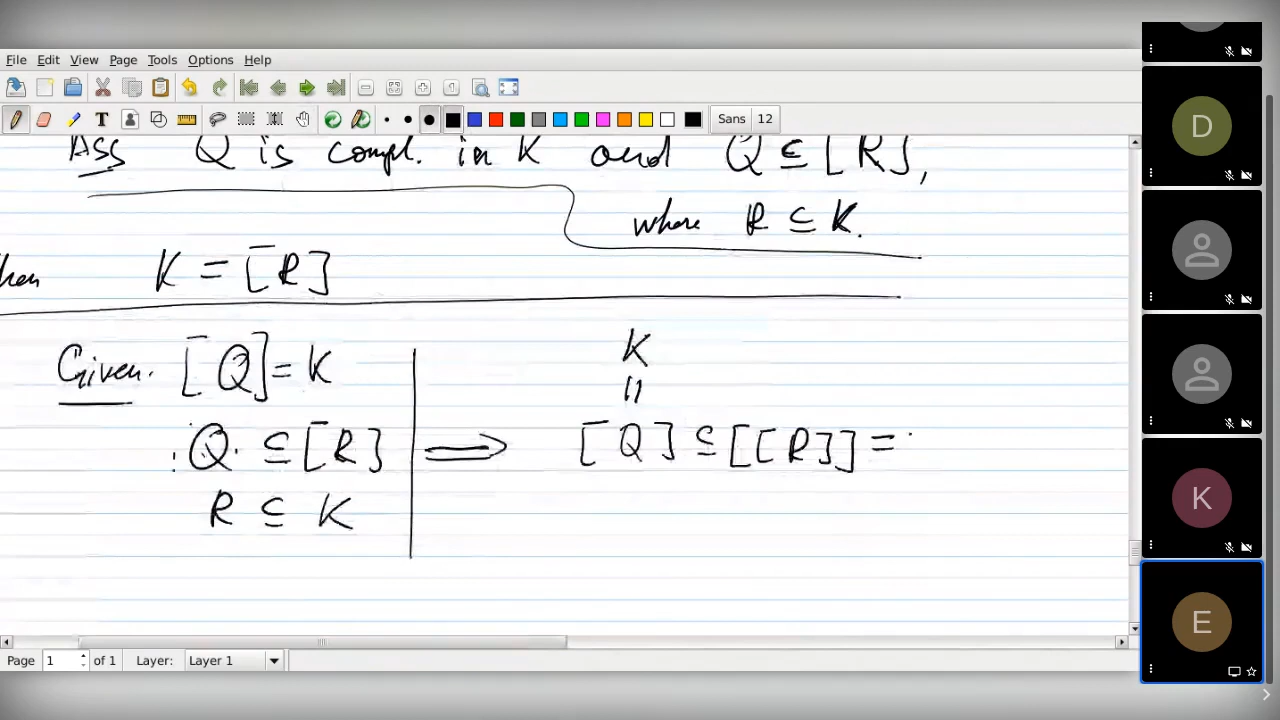 File Edit View Page Tools Options Help
Sans 12
Ass Q is compl. in K and Q ⊆ [R],
where R ⊆ K.
hen K = [R]
Given. [Q] = K
K
=
Q ⊆ [R] ⟹ [Q] ⊆ [[R]] =
R ⊆ K
Page 1 of 1 Layer: Layer 1
D
K
E